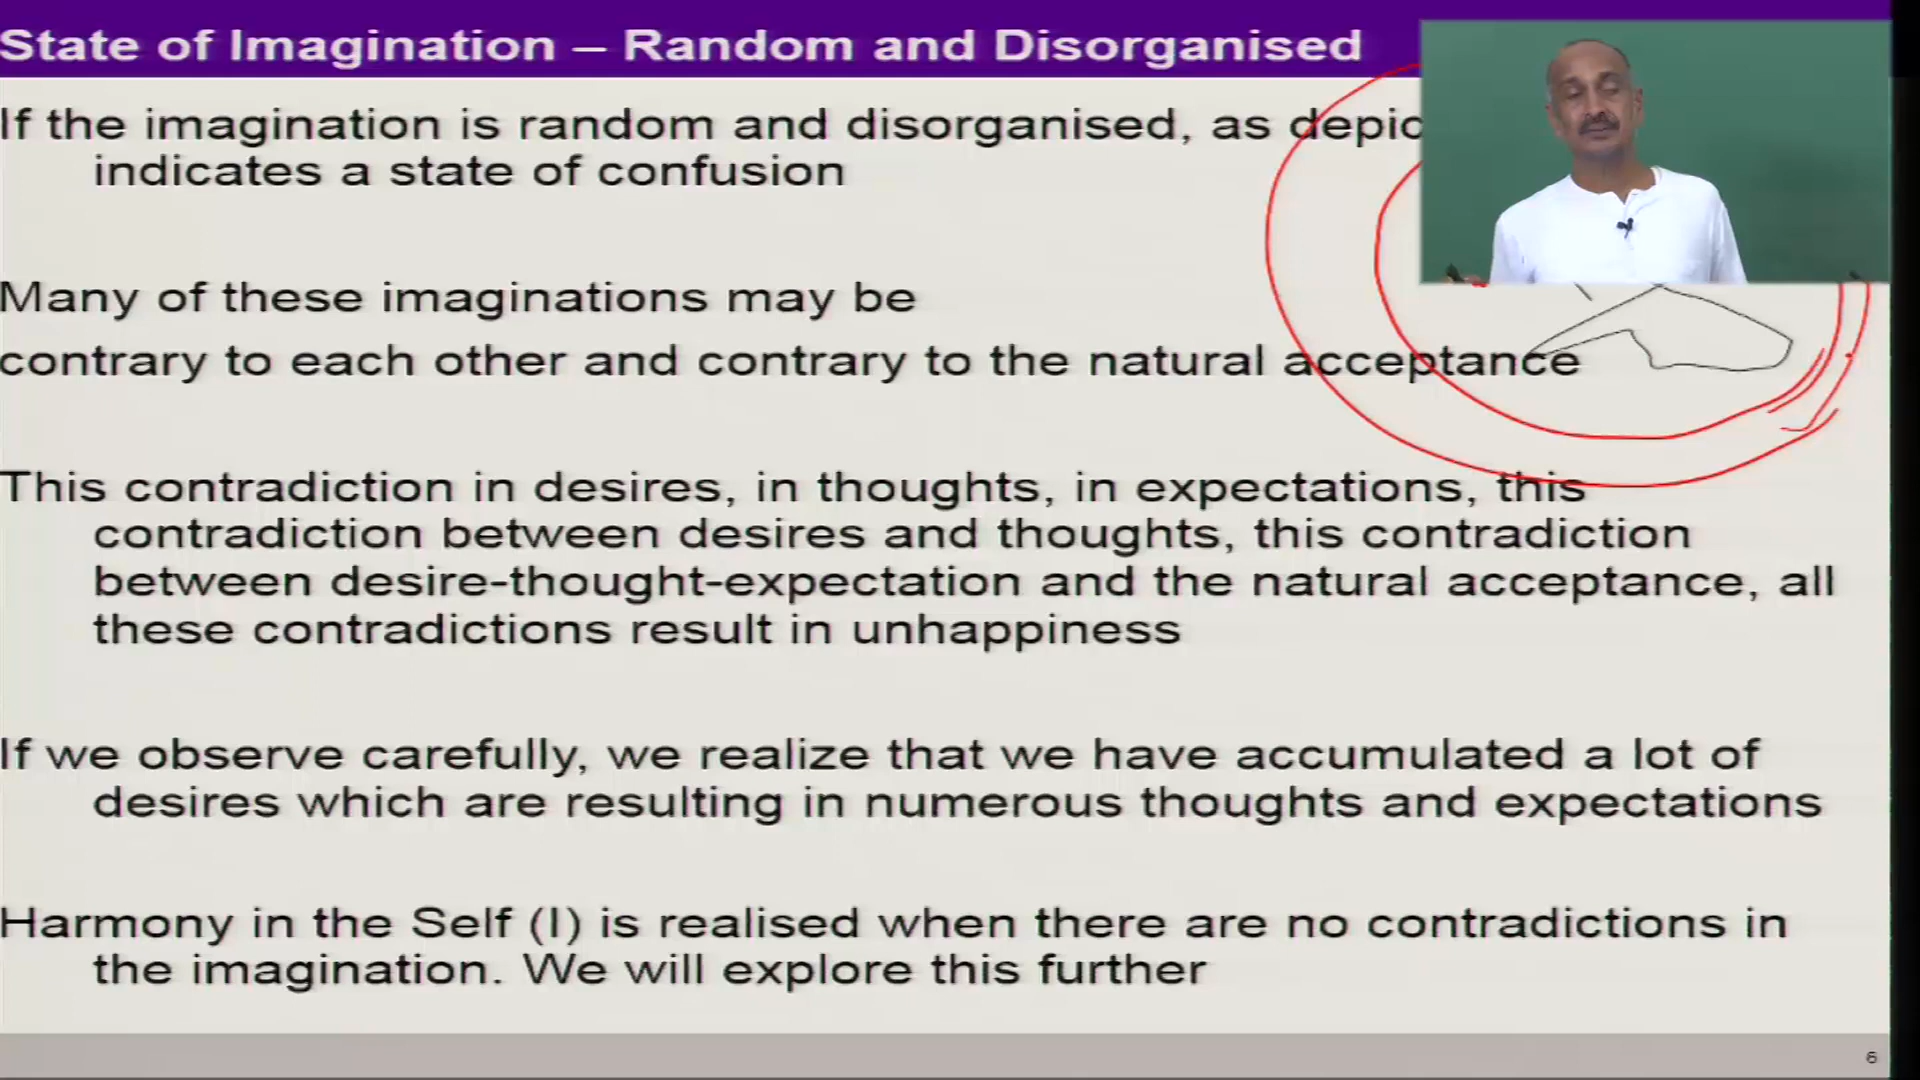 State of Imagination – Random and Disorganised
If the imagination is random and disorganised, as
indicates a state of confusion
Many of these imaginations may be
contrary to each other and contrary to the natural acceptance
This contradiction in desires, in thoughts, in expectations, this
contradiction between desires and thoughts, this contradiction
between desire-thought-expectation and the natural acceptance, all
these contradictions result in unhappiness
If we observe carefully, we realize that we have accumulated a lot of
desires which are resulting in numerous thoughts and expectations
Harmony in the Self (I) is realised when there are no contradictions in
the imagination. We will explore this further
6